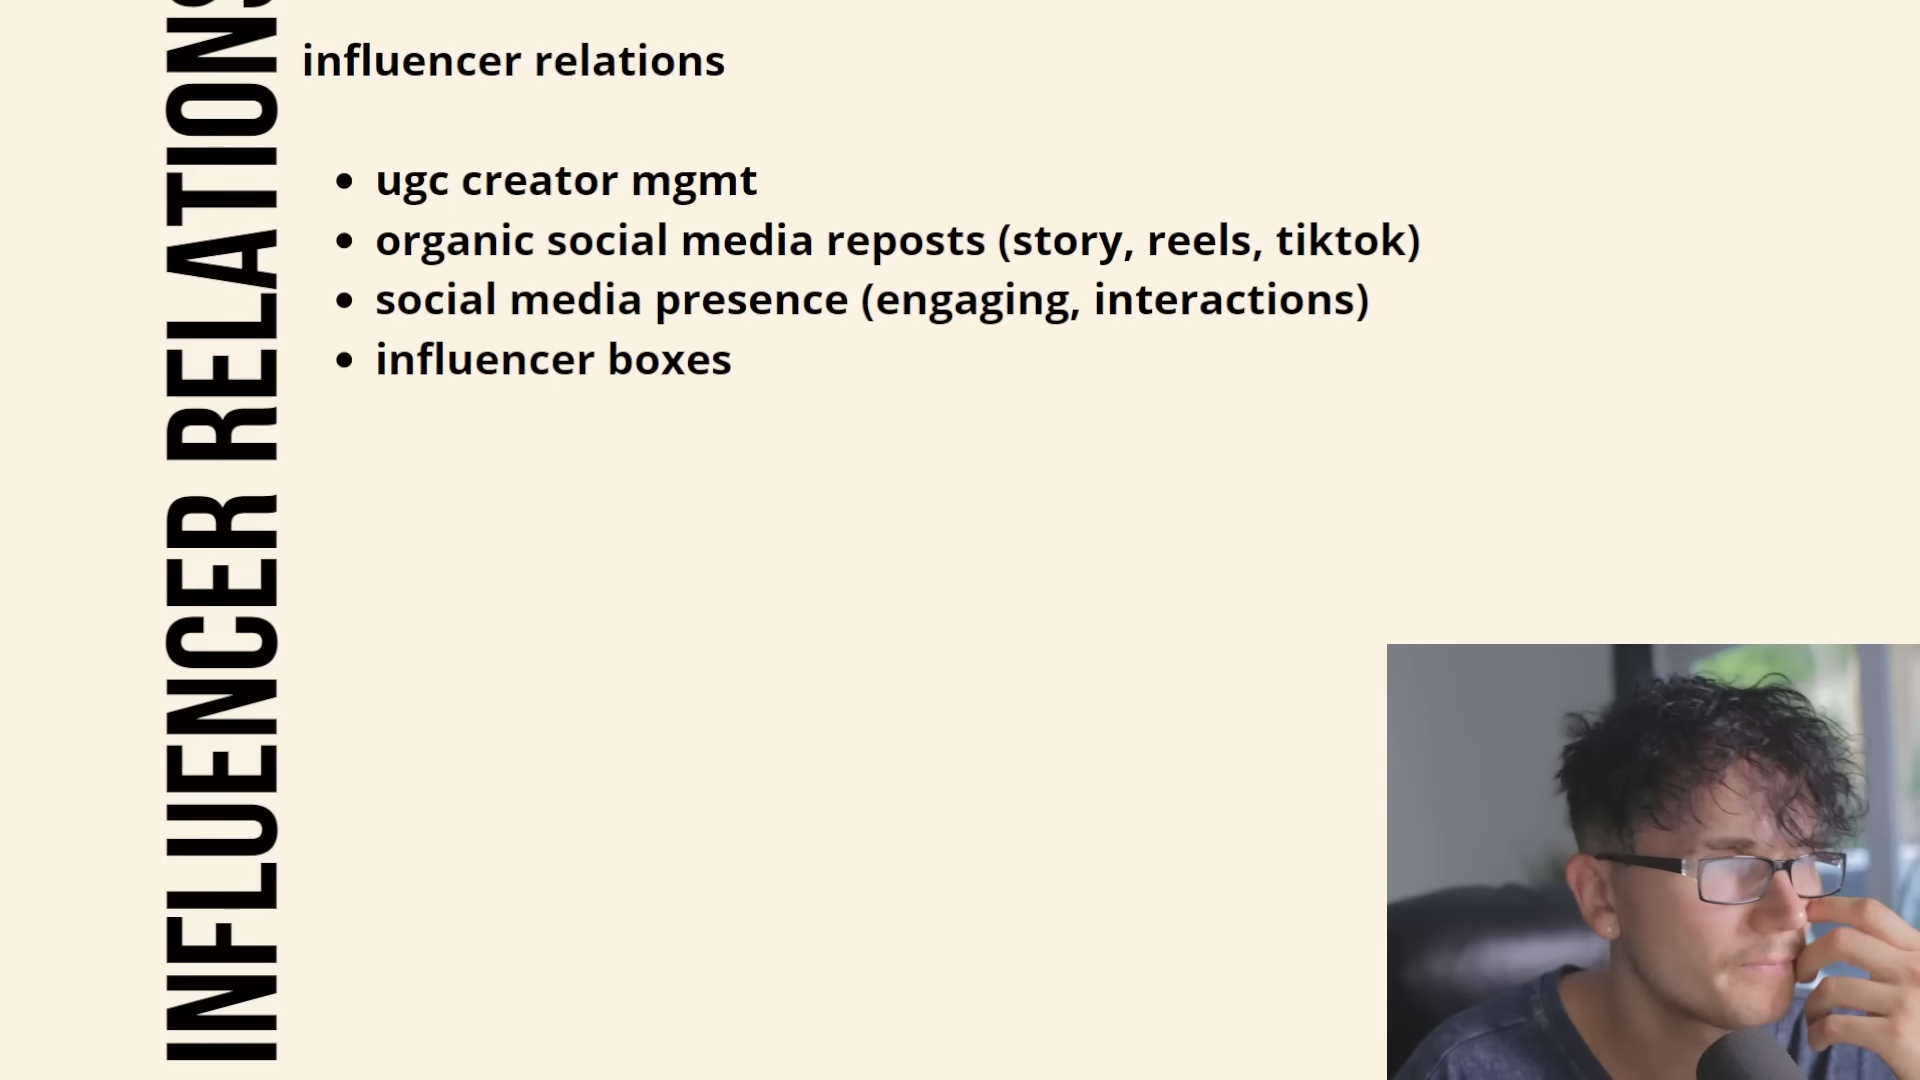 INFLUENCER RELATIONS
influencer relations
• ugc creator mgmt
• organic social media reposts (story, reels, tiktok)
• social media presence (engaging, interactions)
• influencer boxes